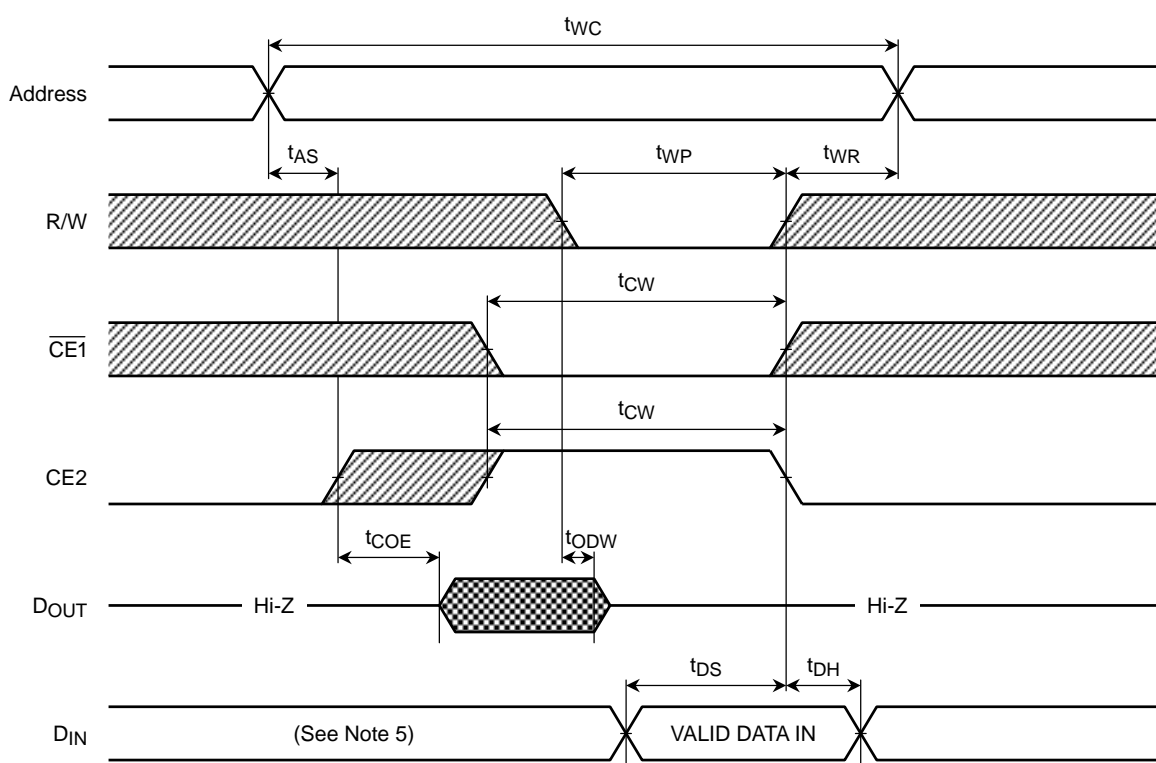 tWC
Address
tAS
tWP
tWR
R/W
tCW
CE1
tCW
CE2
tCOE
tODW
DOUT
Hi-Z
Hi-Z
tDS
tDH
DIN
(See Note 5)
VALID DATA IN